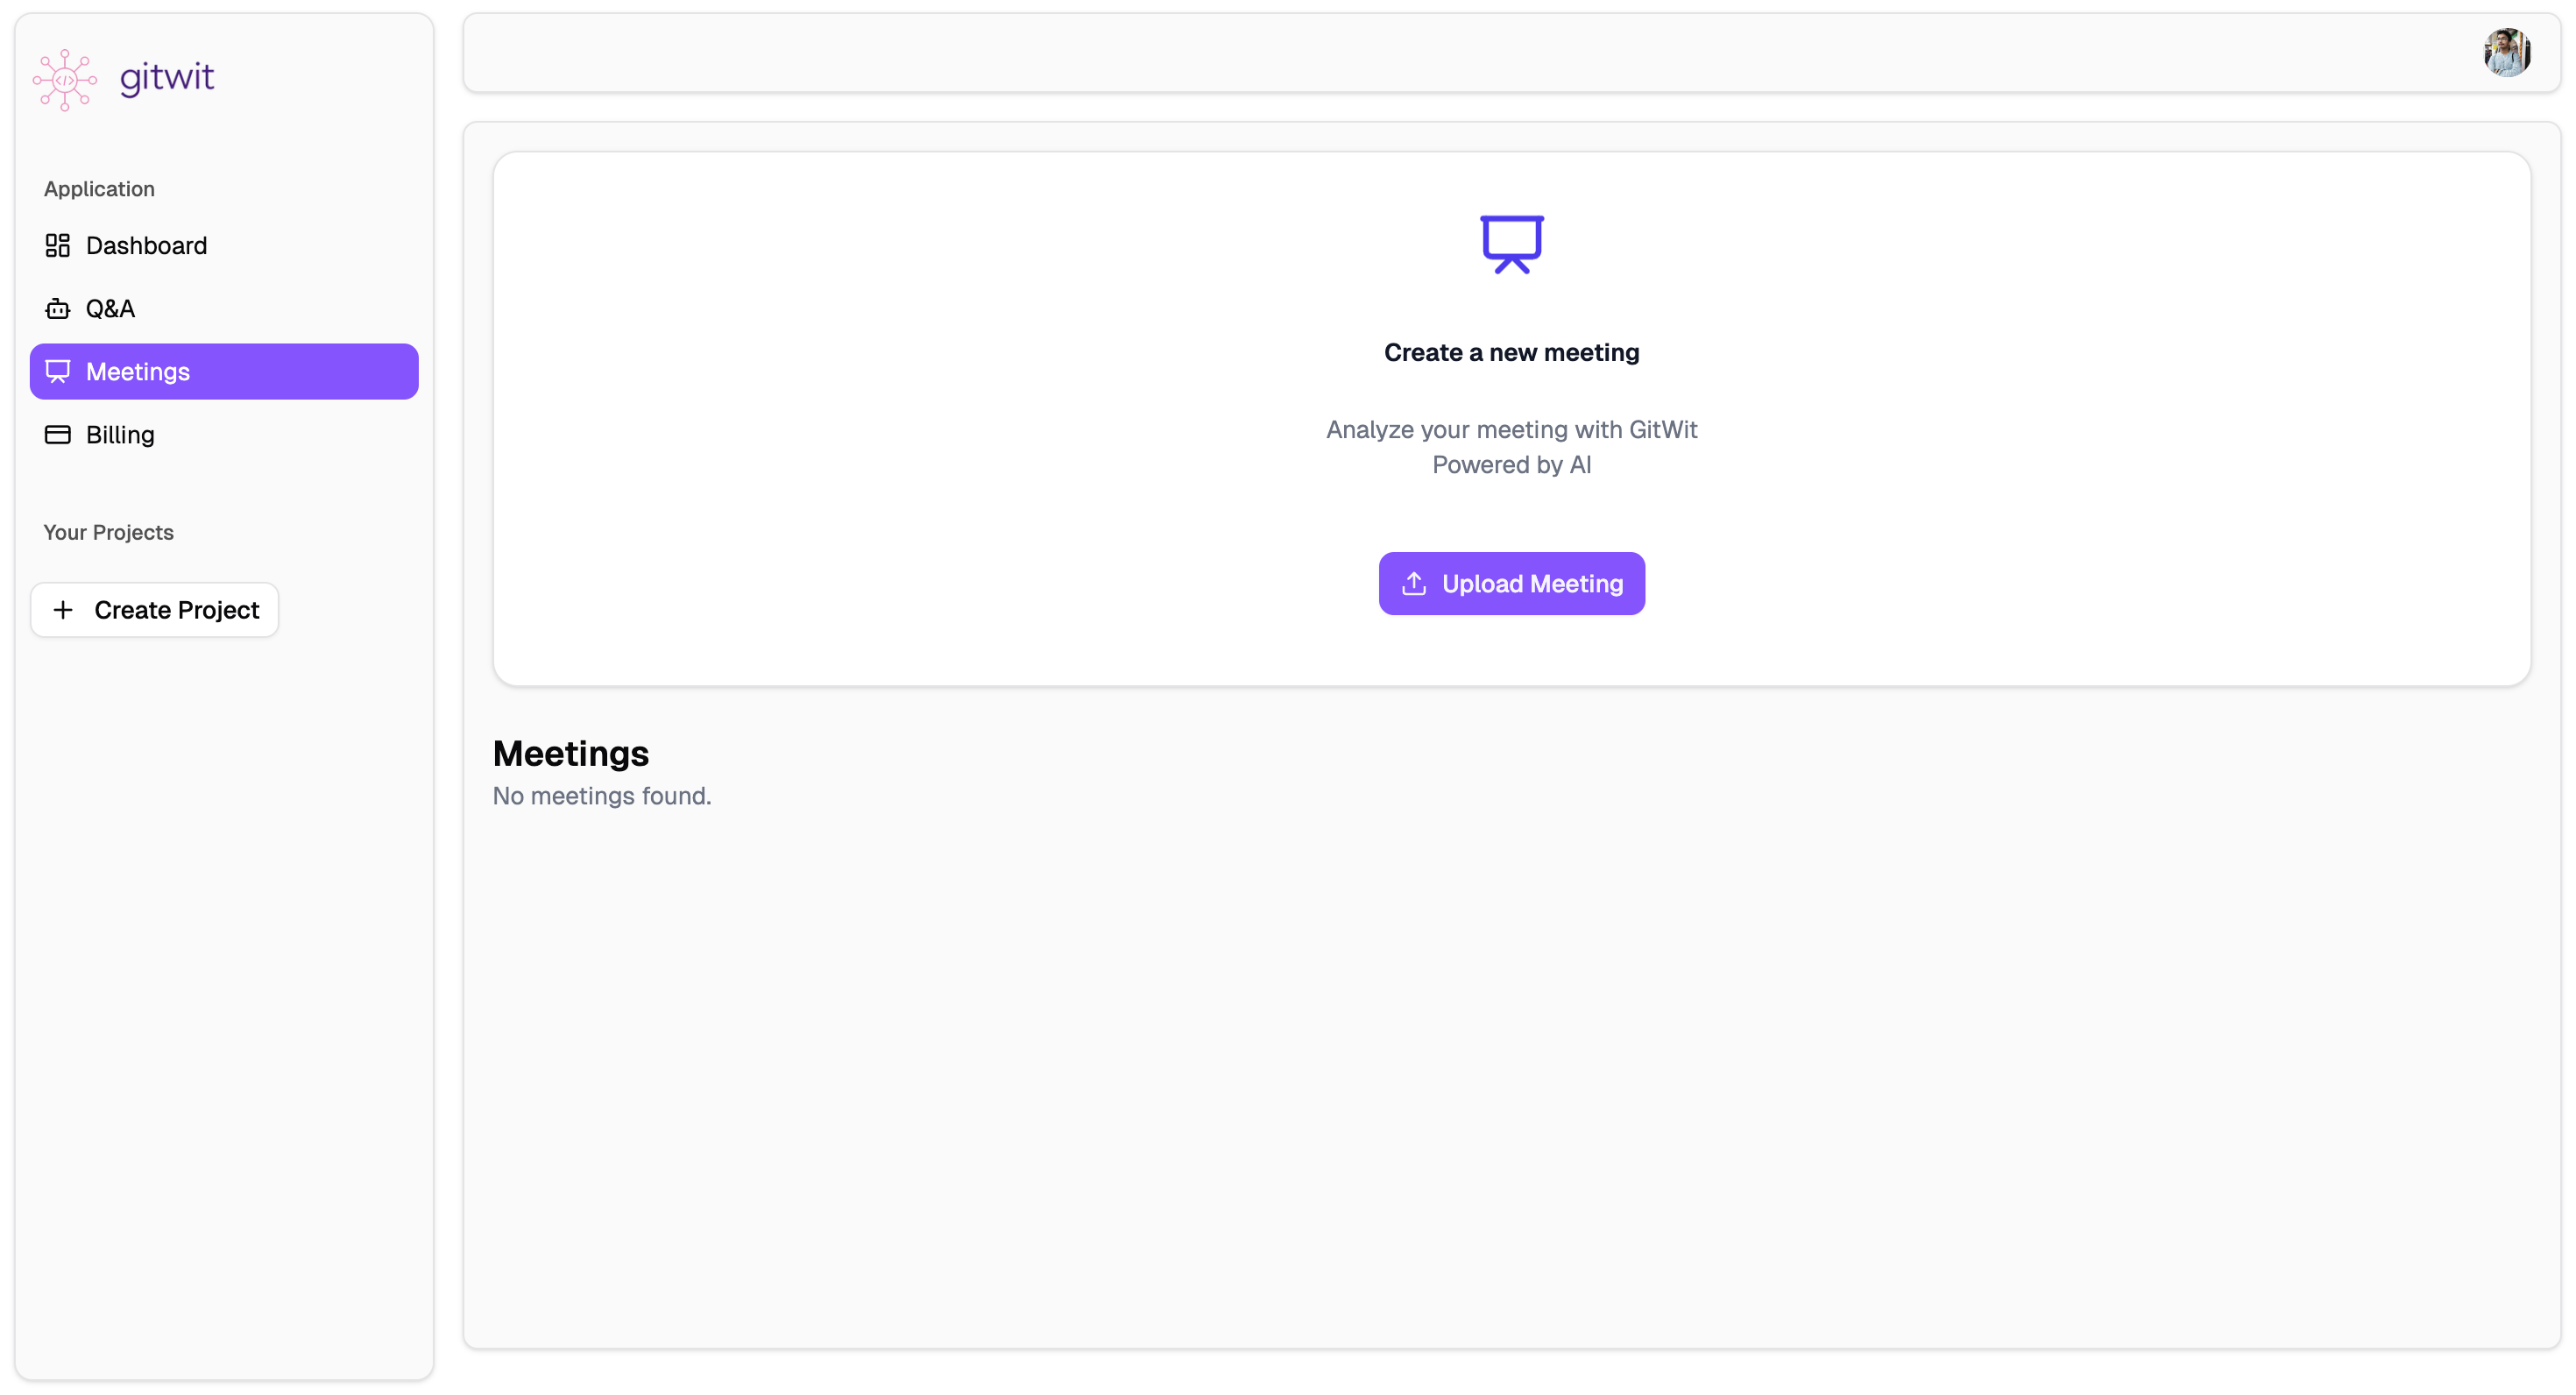 gitwit
Application
Dashboard
Q&A
Meetings
Billing
Your Projects
Create Project
Create a new meeting
Analyze your meeting with GitWit
Powered by AI
Upload Meeting
Meetings
No meetings found.